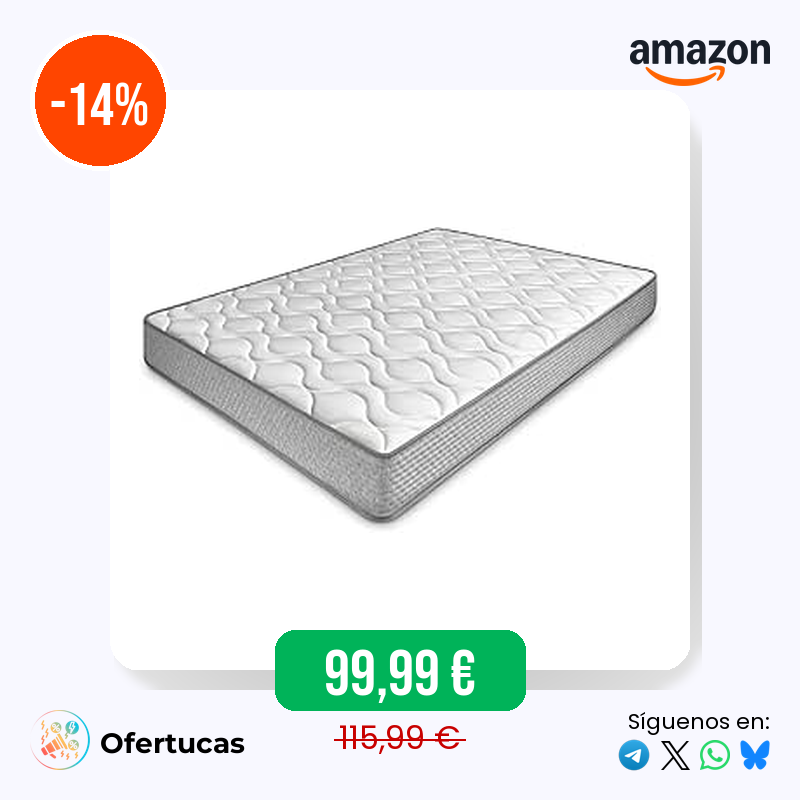 -14%
amazon
99,99 €
115,99 €
Ofertucas
Síguenos en: